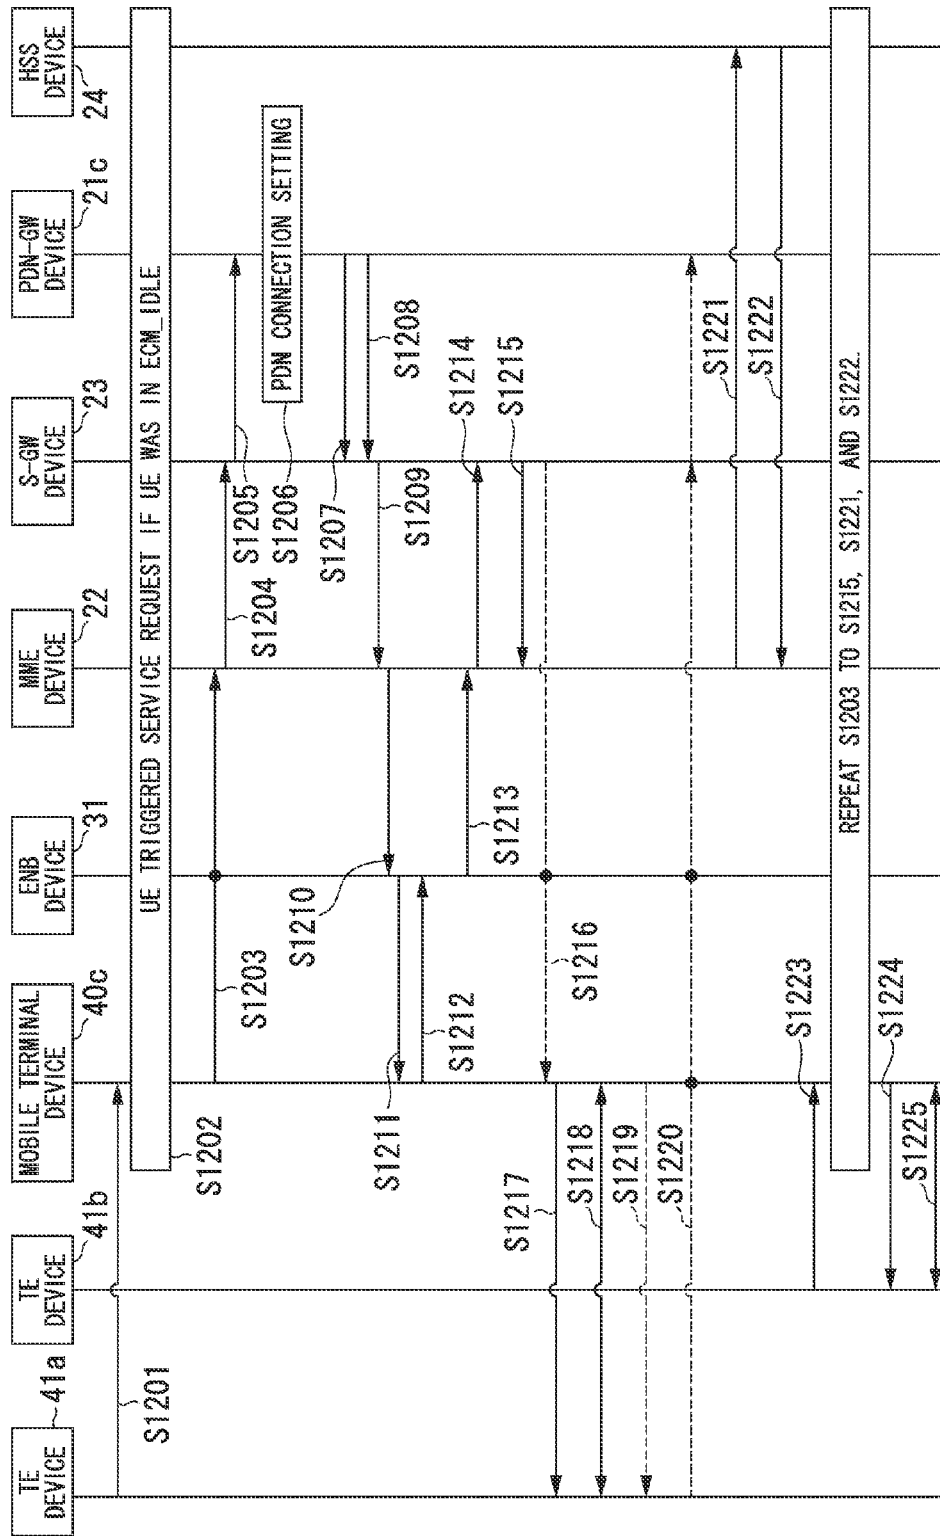 TE
DEVICE
41a
TE
DEVICE
41b
MOBILE TERMINAL
DEVICE
40c
ENB
DEVICE
31
MME
DEVICE
22
S-GW
DEVICE
23
PDN-GW
DEVICE
21c
HSS
DEVICE
24
S1201
UE TRIGGERED SERVICE REQUEST IF UE WAS IN ECM_IDLE
S1202
S1203
S1204
S1205
PDN CONNECTION SETTING
S1206
S1207
S1208
S1209
S1210
S1211
S1212
S1213
S1214
S1215
S1216
S1217
S1218
S1219
S1220
S1221
S1222
S1223
REPEAT S1203 TO S1215, S1221, AND S1222.
S1224
S1225